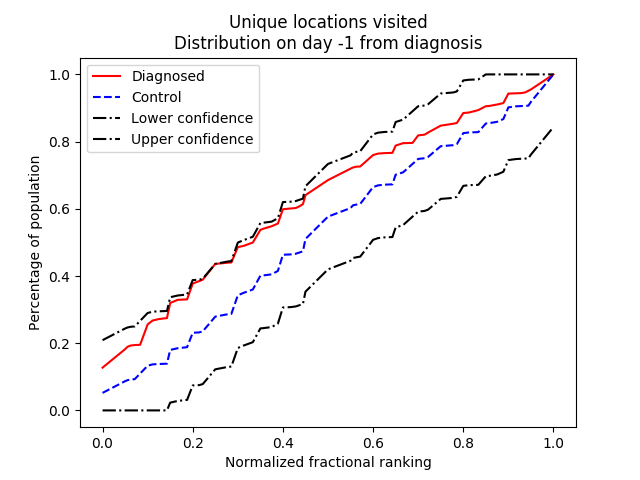 Unique locations visited
Distribution on day -1 from diagnosis
Diagnosed
Control
Lower confidence
Upper confidence
Percentage of population
1.0
0.8
0.6
0.4
0.2
0.0
0.0 0.2 0.4 0.6 0.8 1.0
Normalized fractional ranking